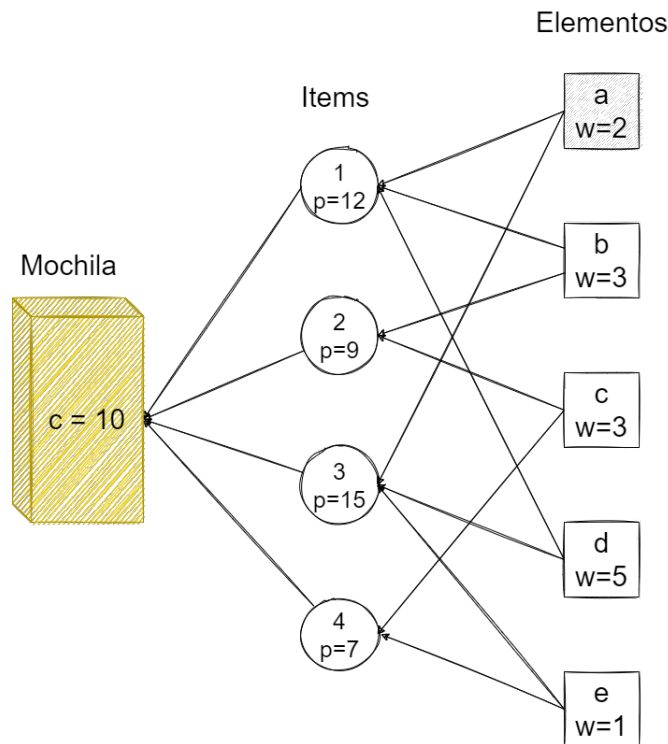 Elementos
a
w=2
Items
1
p=12
b
w=3
Mochila
2
p=9
c
w=3
c = 10
3
p=15
d
w=5
4
p=7
e
w=1